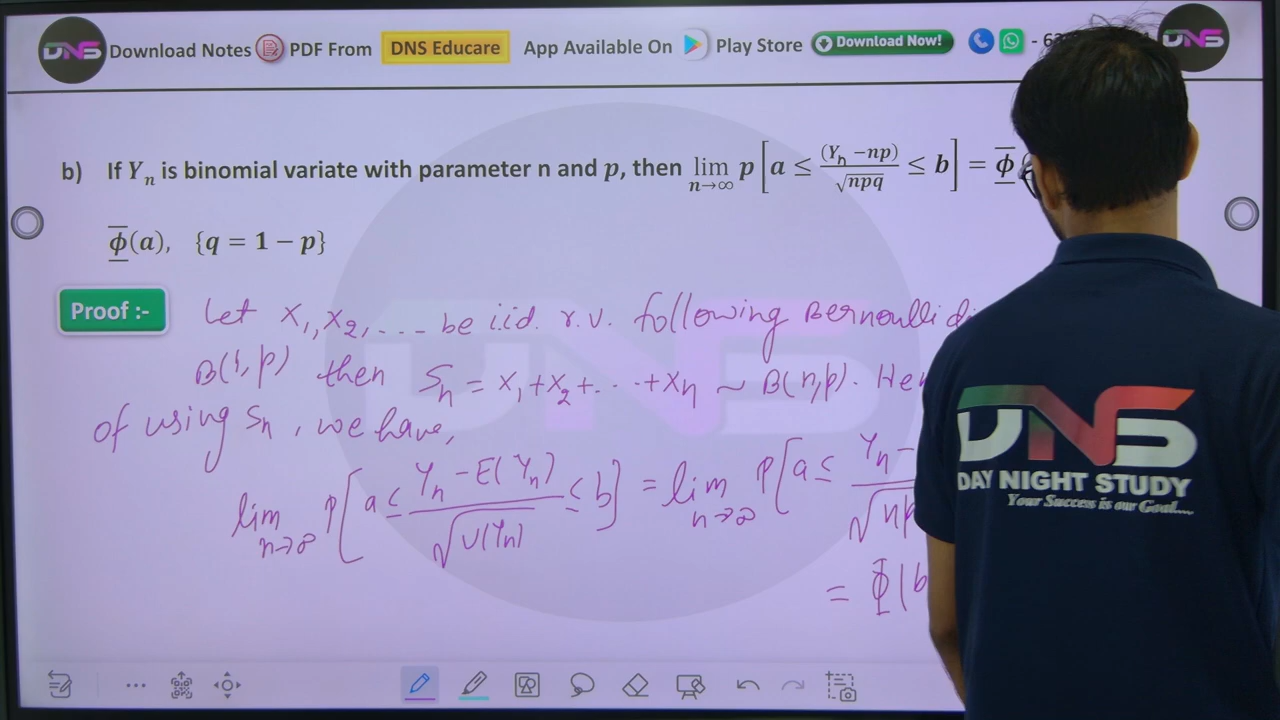 DNS Download Notes PDF From DNS Educare App Available On Play Store Download Now! DNS
b) If Yₙ is binomial variate with parameter n and p, then lim n→∞ p[a ≤ (Yₙ −np)/√npq ≤ b] = ϕ
ϕ(a), {q = 1 − p}
Proof :- Let X₁, X₂, ... be i.i.d. r.v. following Bernoulli
B(1, p) then Sₙ = X₁+X₂+...+Xₙ ~ B(n,p).
of using Sₙ, we have,
lim n→∞ P[a ≤ Yₙ − E(Yₙ)/√V(Yₙ) ≤ b] = lim n→∞ P[a ≤ Yₙ − /√np
= Φ(b
DNS
DAY NIGHT STUDY
Your Success is our Goal....